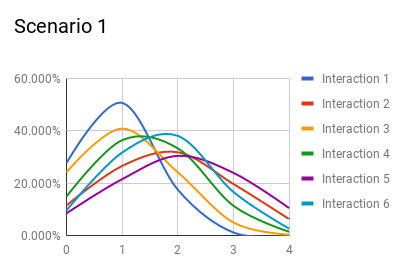 Scenario 1
60.000%
40.000%
20.000%
0.000%
0 1 2 3 4
Interaction 1
Interaction 2
Interaction 3
Interaction 4
Interaction 5
Interaction 6